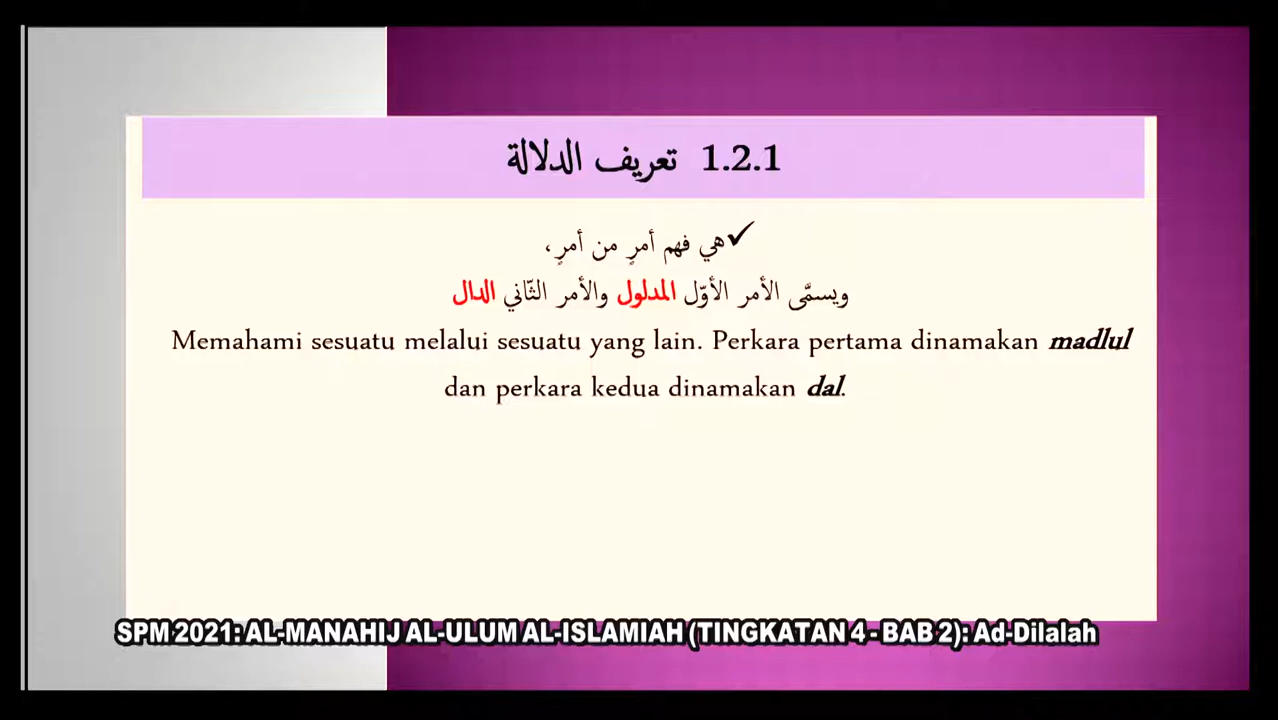 1.2.1 تعريف الدلالة
✓هي فهم أمرٍ من أمرٍ،
ويسمَّى الأمر الأوّل المدلول والأمر الثّاني الدال
Memahami sesuatu melalui sesuatu yang lain. Perkara pertama dinamakan madlul
dan perkara kedua dinamakan dal.
SPM 2021: AL-MANAHIJ AL-ULUM AL-ISLAMIAH (TINGKATAN 4 - BAB 2): Ad-Dilalah